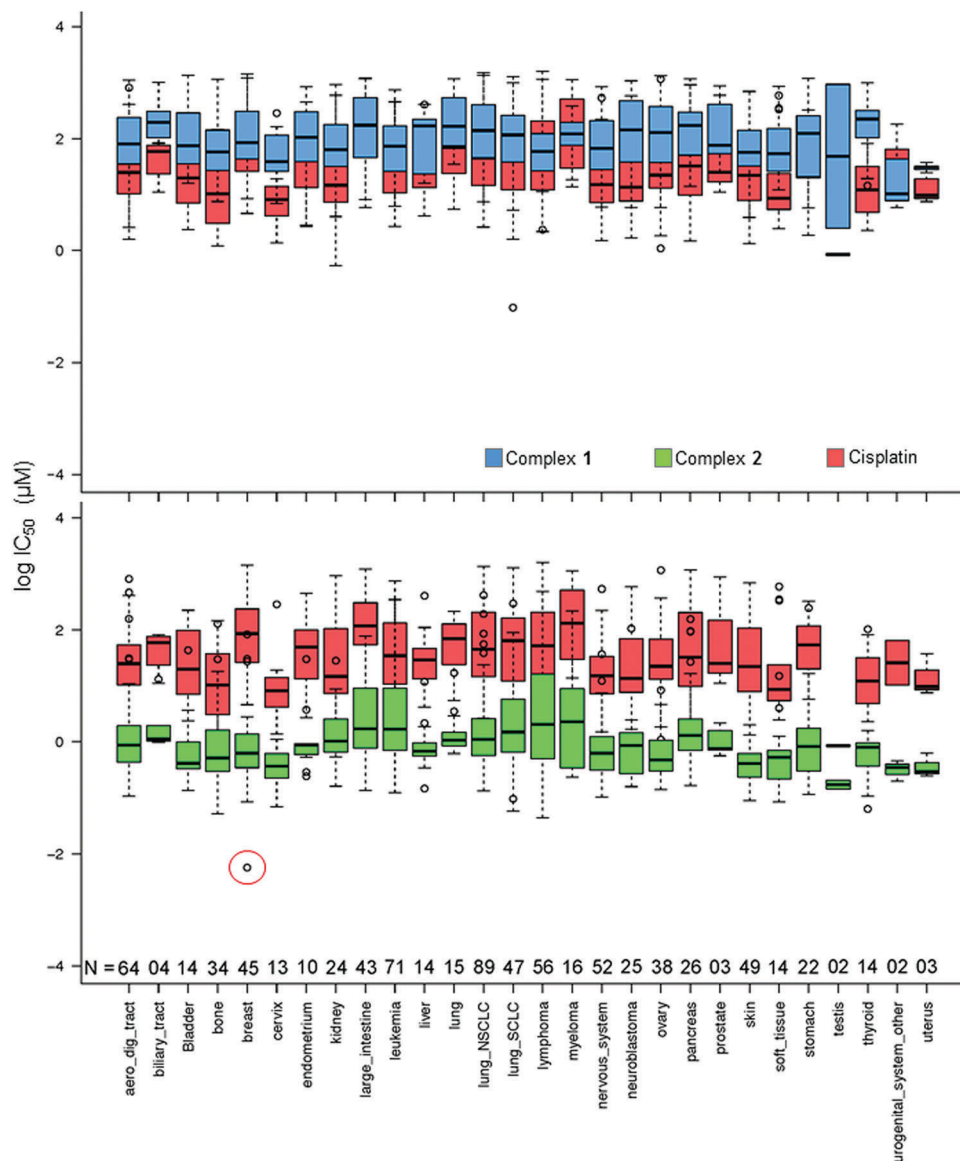 4
2
0
−2
−4
Complex 1
Complex 2
Cisplatin
log IC50 (µM)
4
2
0
−2
−4
N = 64 04 14 34 45 13 10 24 43 71 14 15 89 47 56 16 52 25 38 26 03 49 14 22 02 14 02 03
aero_dig_tract
biliary_tract
Bladder
bone
breast
cervix
endometrium
kidney
large_intestine
leukemia
liver
lung
lung_NSCLC
lung_SCLC
lymphoma
myeloma
nervous_system
neuroblastoma
ovary
pancreas
prostate
skin
soft_tissue
stomach
testis
thyroid
urogenital_system_other
uterus